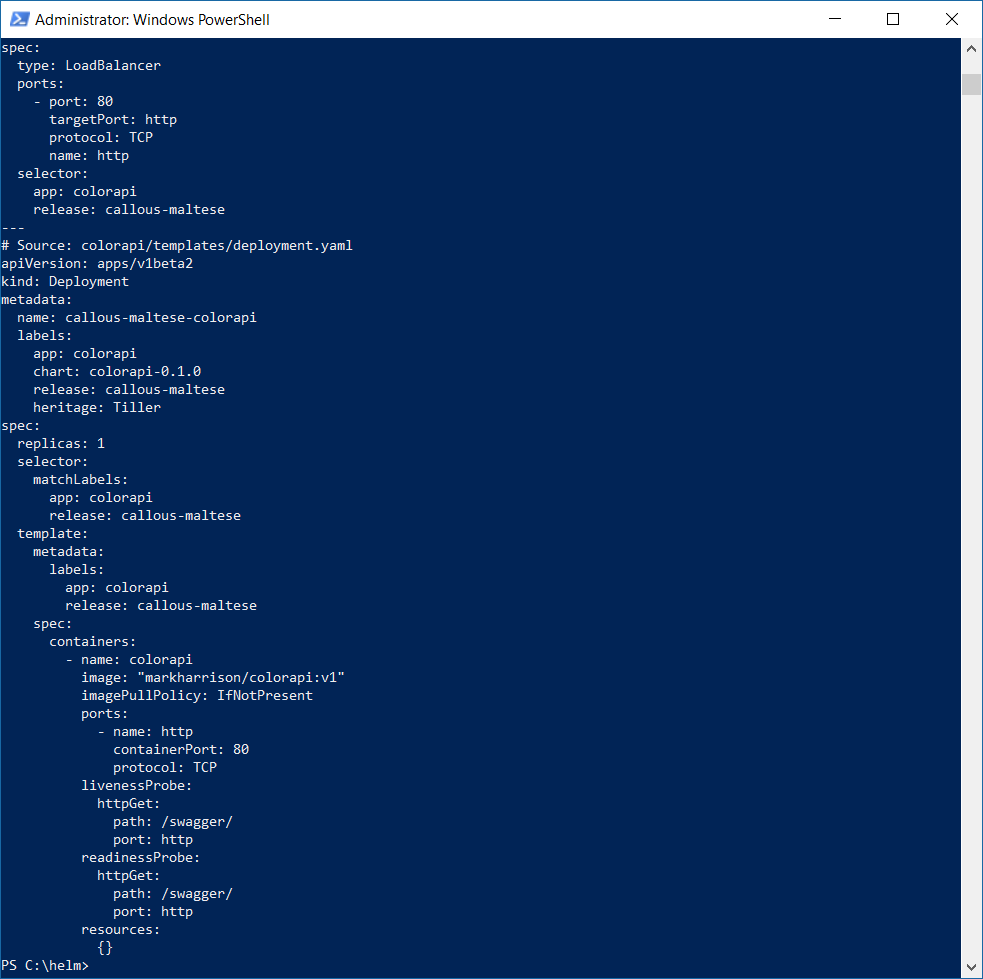 Administrator: Windows PowerShell
spec:
  type: LoadBalancer
  ports:
    - port: 80
      targetPort: http
      protocol: TCP
      name: http
  selector:
    app: colorapi
    release: callous-maltese
---
# Source: colorapi/templates/deployment.yaml
apiVersion: apps/v1beta2
kind: Deployment
metadata:
  name: callous-maltese-colorapi
  labels:
    app: colorapi
    chart: colorapi-0.1.0
    release: callous-maltese
    heritage: Tiller
spec:
  replicas: 1
  selector:
    matchLabels:
      app: colorapi
      release: callous-maltese
  template:
    metadata:
      labels:
        app: colorapi
        release: callous-maltese
    spec:
      containers:
        - name: colorapi
          image: "markharrison/colorapi:v1"
          imagePullPolicy: IfNotPresent
          ports:
            - name: http
              containerPort: 80
              protocol: TCP
          livenessProbe:
            httpGet:
              path: /swagger/
              port: http
          readinessProbe:
            httpGet:
              path: /swagger/
              port: http
          resources:
            {}
PS C:\helm>